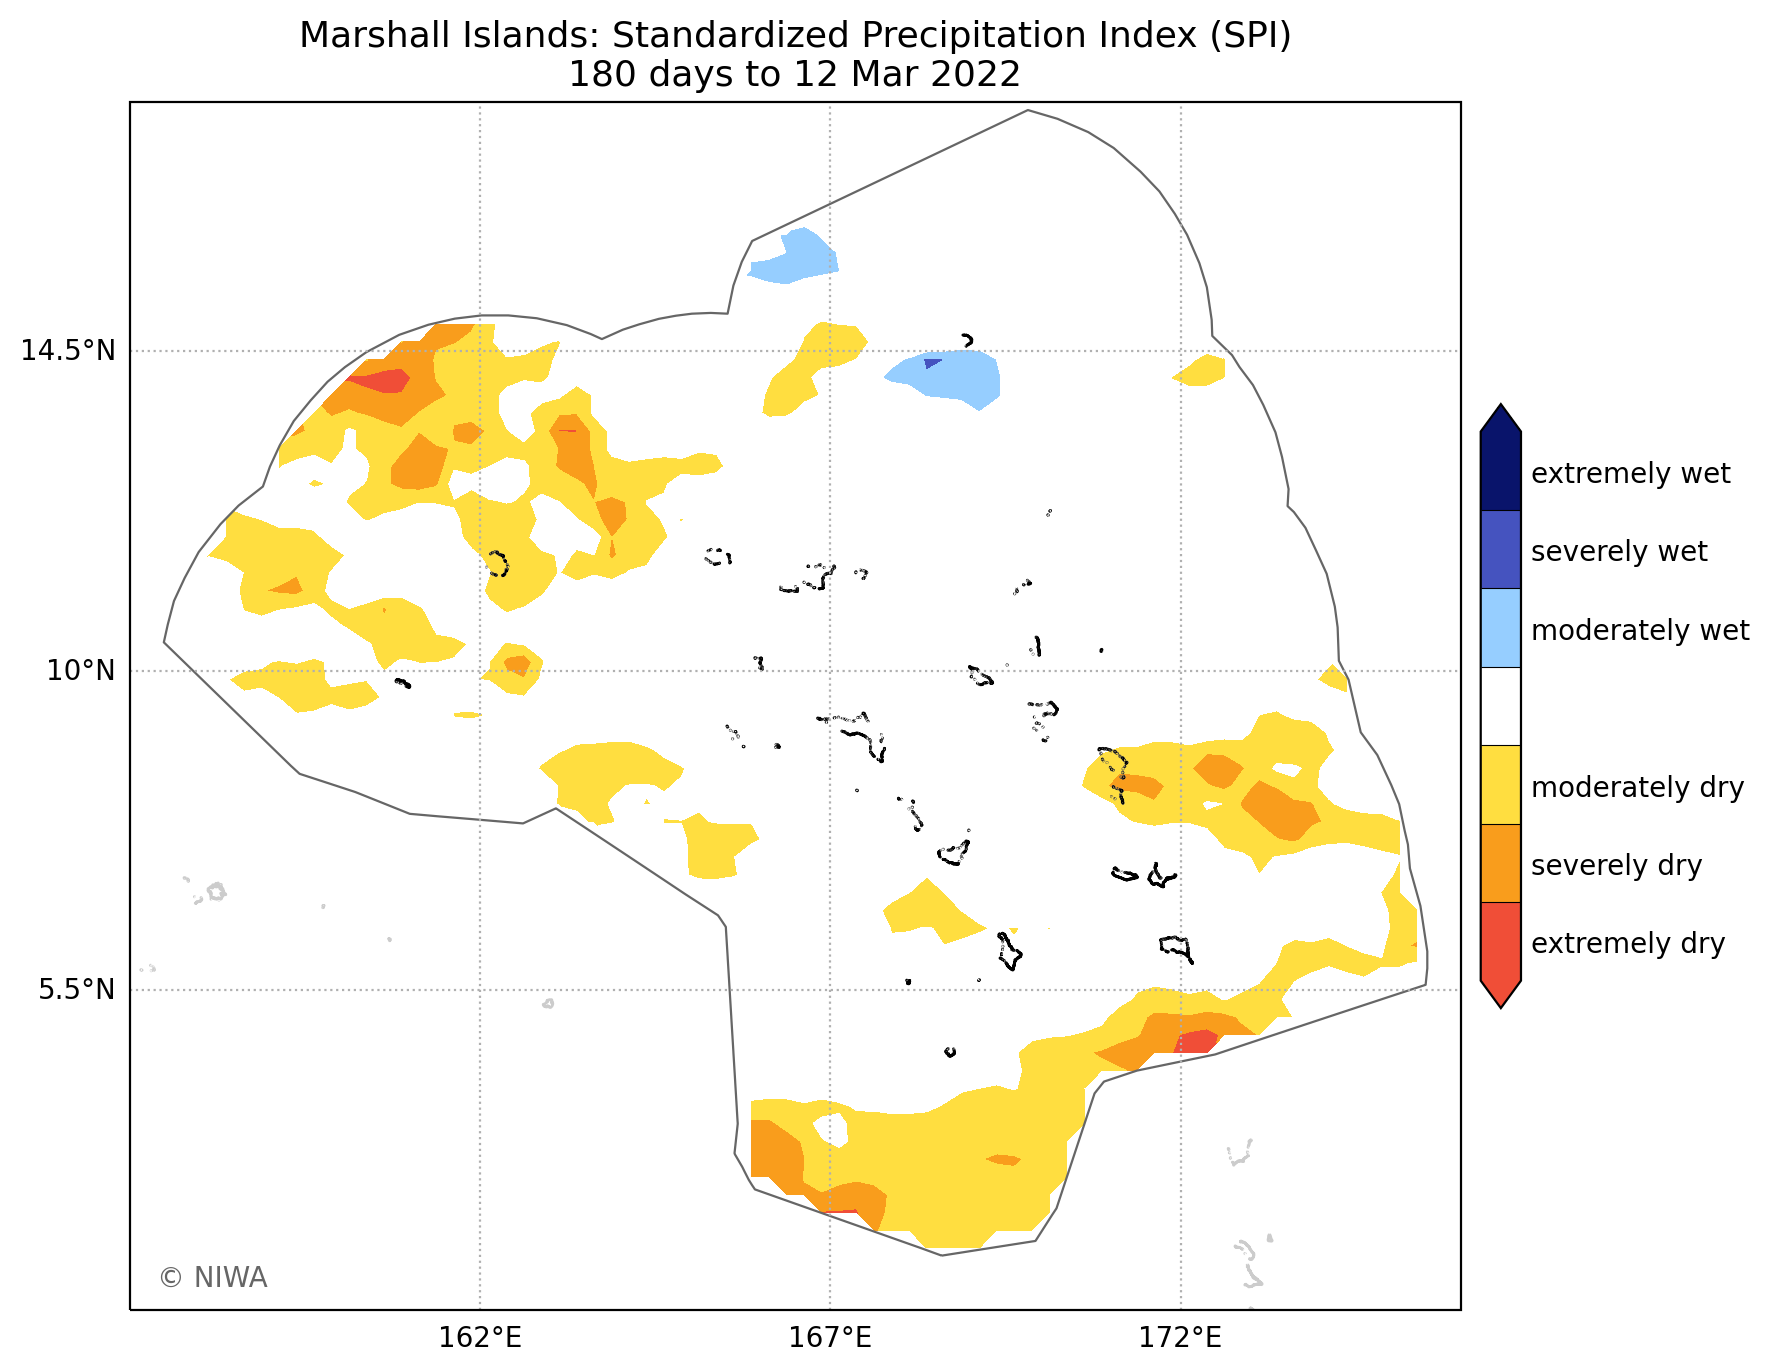 Marshall Islands: Standardized Precipitation Index (SPI)
180 days to 12 Mar 2022
14.5°N
10°N
5.5°N
162°E
167°E
172°E
extremely wet
severely wet
moderately wet
moderately dry
severely dry
extremely dry
© NIWA